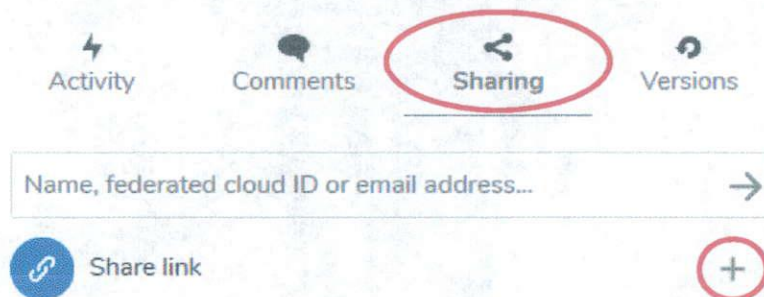 Activity Comments Sharing Versions
Name, federated cloud ID or email address...
Share link